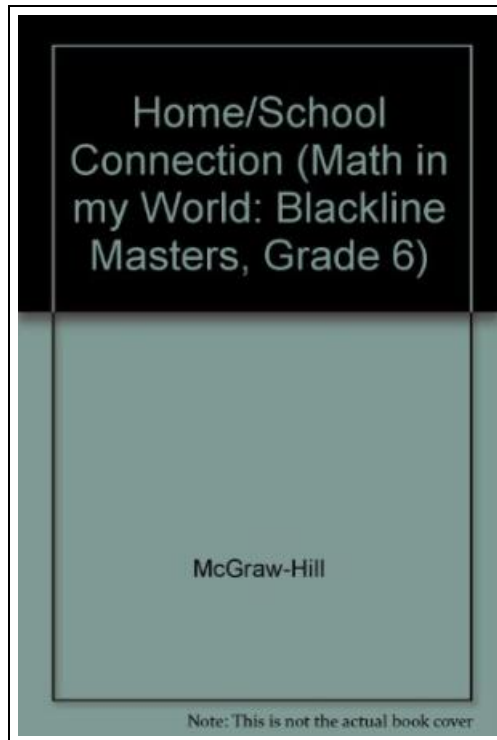 Home/School
Connection (Math in
my World: Blackline
Masters, Grade 6)
McGraw-Hill
Note: This is not the actual book cover